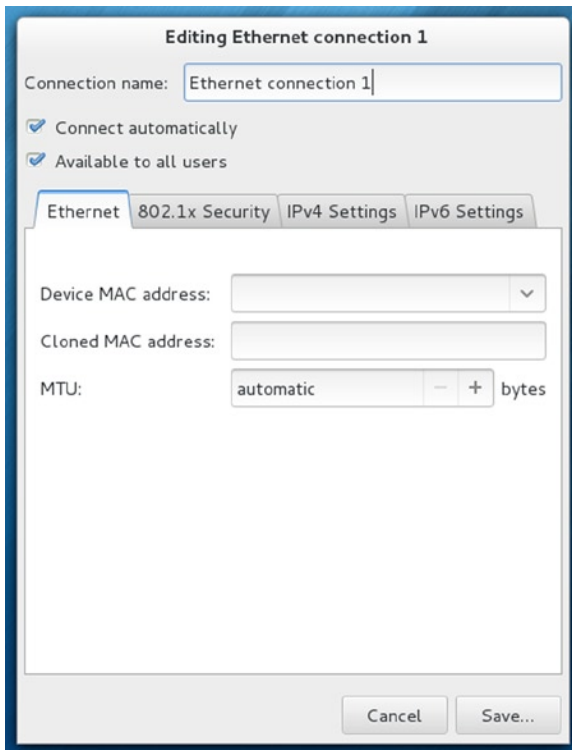 Editing Ethernet connection 1
Connection name: Ethernet connection 1
Connect automatically
Available to all users
Ethernet 802.1x Security IPv4 Settings IPv6 Settings
Device MAC address:
Cloned MAC address:
MTU: automatic − + bytes
Cancel Save...